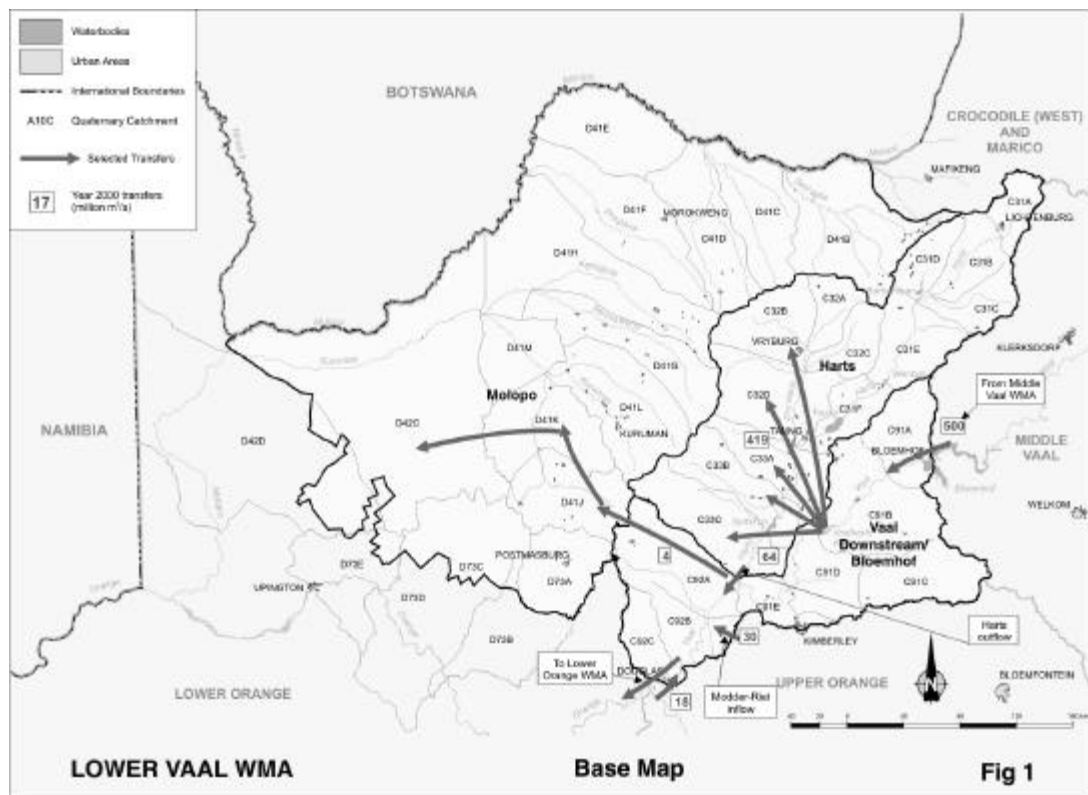 Waterbodies
Urban Areas
International Boundaries
A10C Quaternary Catchment
Selected Transfers
17 Year 2000 transfers
(million m³/a)
BOTSWANA
CROCODILE (WEST)
AND
MARICO
MAFIKENG
D41E
C31A
LICHTENBURG
D41F
MOROKWENG
D41C
D41D
D41B
C31D
C31B
D41H
C32A
C31C
C32B
VRYBURG
C32C
C31E
KLERKSDORP
D41M
D41G
Harts
From Middle
Vaal WMA
Molopo
D41L
C32D
C31F
C91A
500
NAMIBIA
D42C
D41K
KURUMAN
419
TAUNG
BLOEMHOF
MIDDLE
VAAL
D42D
C33A
C33B
WELKOM
D41J
C33C
C91B
Vaal
Downstream/
Bloemhof
POSTMASBURG
4
64
D73E
D73C
D73A
C92A
C91D
C91C
UPINGTON
D73D
C91E
Harts
outflow
D73B
C92B
30
KIMBERLEY
C92C
To Lower
Orange WMA
DOUGLAS
LOWER ORANGE
18
Modder-Riet
inflow
UPPER ORANGE
N
BLOEMFONTEIN
LOWER VAAL WMA
Base Map
Fig 1